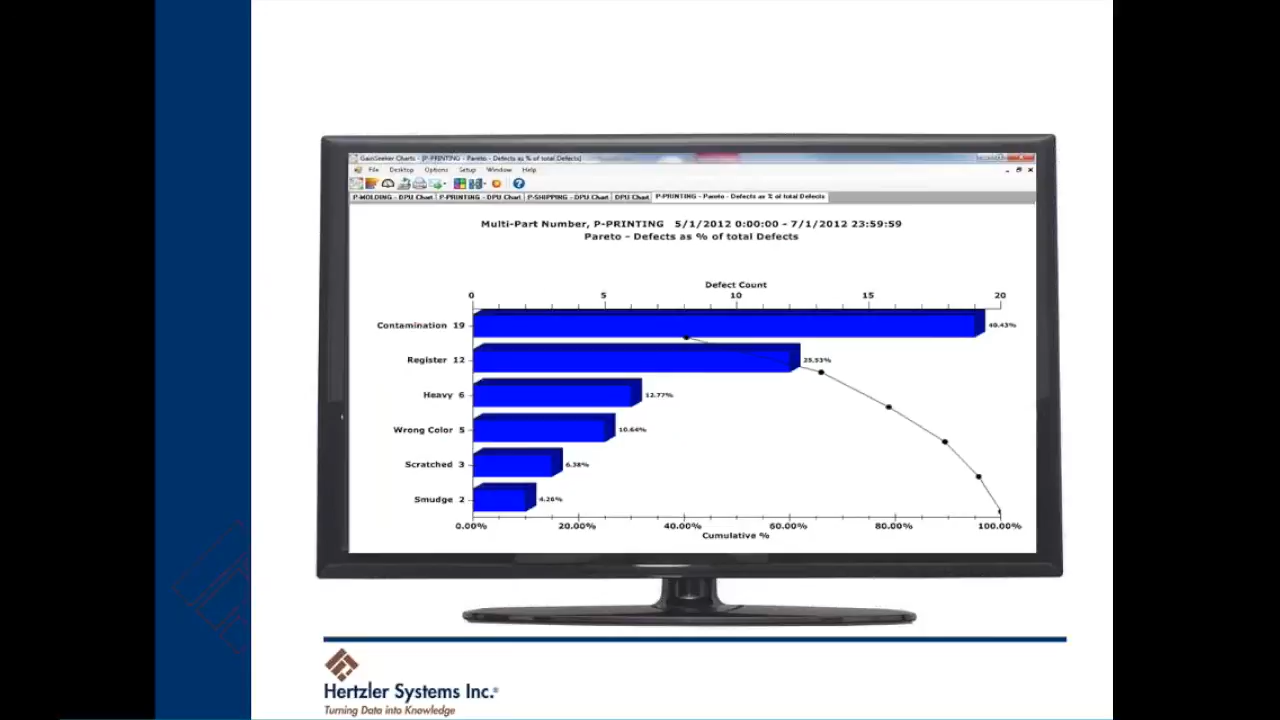 GainSeeker Charts - [P-PRINTING - Pareto - Defects as % of total Defects]
File Desktop Options Setup Window Help
P-MOLDING - DPU Chart P-PRINTING - DPU Chart P-SHIPPING - DPU Chart DPU Chart P-PRINTING - Pareto - Defects as % of total Defects
Multi-Part Number, P-PRINTING 5/1/2012 0:00:00 - 7/1/2012 23:59:59
Pareto - Defects as % of total Defects
Defect Count
0 5 10 15 20
Contamination 19 40.43%
Register 12 25.53%
Heavy 6 12.77%
Wrong Color 5 10.64%
Scratched 3 6.38%
Smudge 2 4.26%
0.00% 20.00% 40.00% 60.00% 80.00% 100.00%
Cumulative %
Hertzler Systems Inc.®
Turning Data into Knowledge